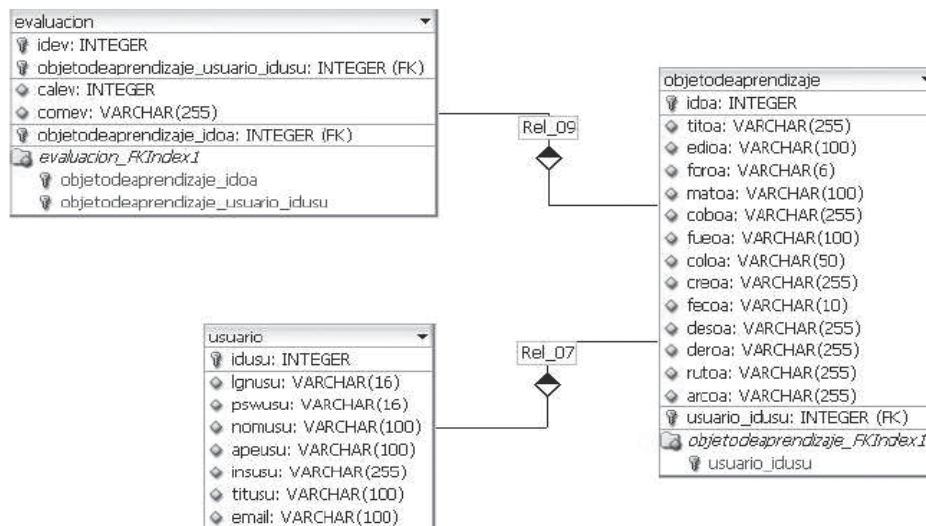 evaluacion
idev: INTEGER
objetodeaprendizaje_usuario_idusu: INTEGER (FK)
calev: INTEGER
comev: VARCHAR(255)
objetodeaprendizaje_idoa: INTEGER (FK)
evaluacion_FKIndex1
objetodeaprendizaje_idoa
objetodeaprendizaje_usuario_idusu
Rel_09
objetodeaprendizaje
idoa: INTEGER
titoa: VARCHAR(255)
edioa: VARCHAR(100)
foroa: VARCHAR(6)
matoa: VARCHAR(100)
coboa: VARCHAR(255)
fueoa: VARCHAR(100)
coloa: VARCHAR(50)
creoa: VARCHAR(255)
fecoa: VARCHAR(10)
desoa: VARCHAR(255)
deroa: VARCHAR(255)
rutoa: VARCHAR(255)
arcoa: VARCHAR(255)
usuario_idusu: INTEGER (FK)
objetodeaprendizaje_FKIndex1
usuario_idusu
Rel_07
usuario
idusu: INTEGER
lgnusu: VARCHAR(16)
pswusu: VARCHAR(16)
nomusu: VARCHAR(100)
apeusu: VARCHAR(100)
insusu: VARCHAR(255)
titusu: VARCHAR(100)
email: VARCHAR(100)